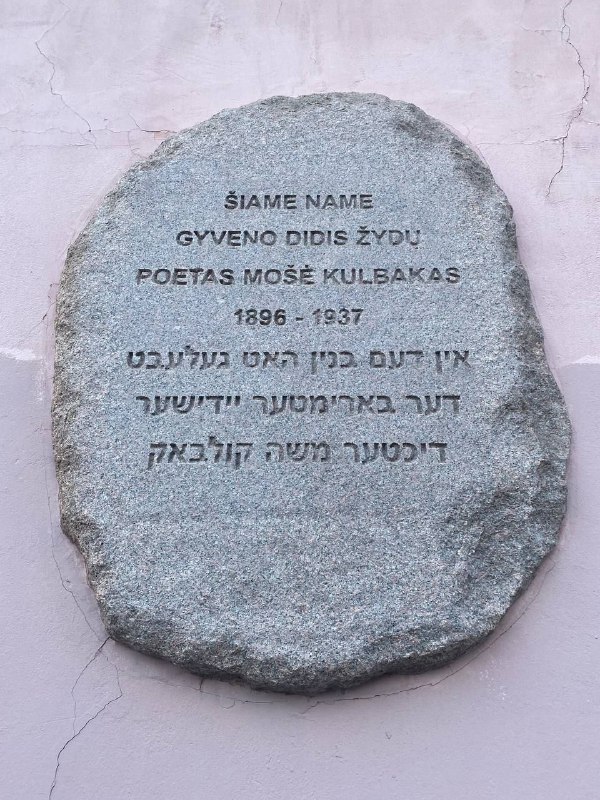 ŠIAME NAME
GYVENO DIDIS ŽYDŲ
POETAS MOŠĖ KULBAKAS
1896 - 1937
אין דעם בנין האט געלעבט
דער בארימטער יידישער
דיכטער משה קולבאק